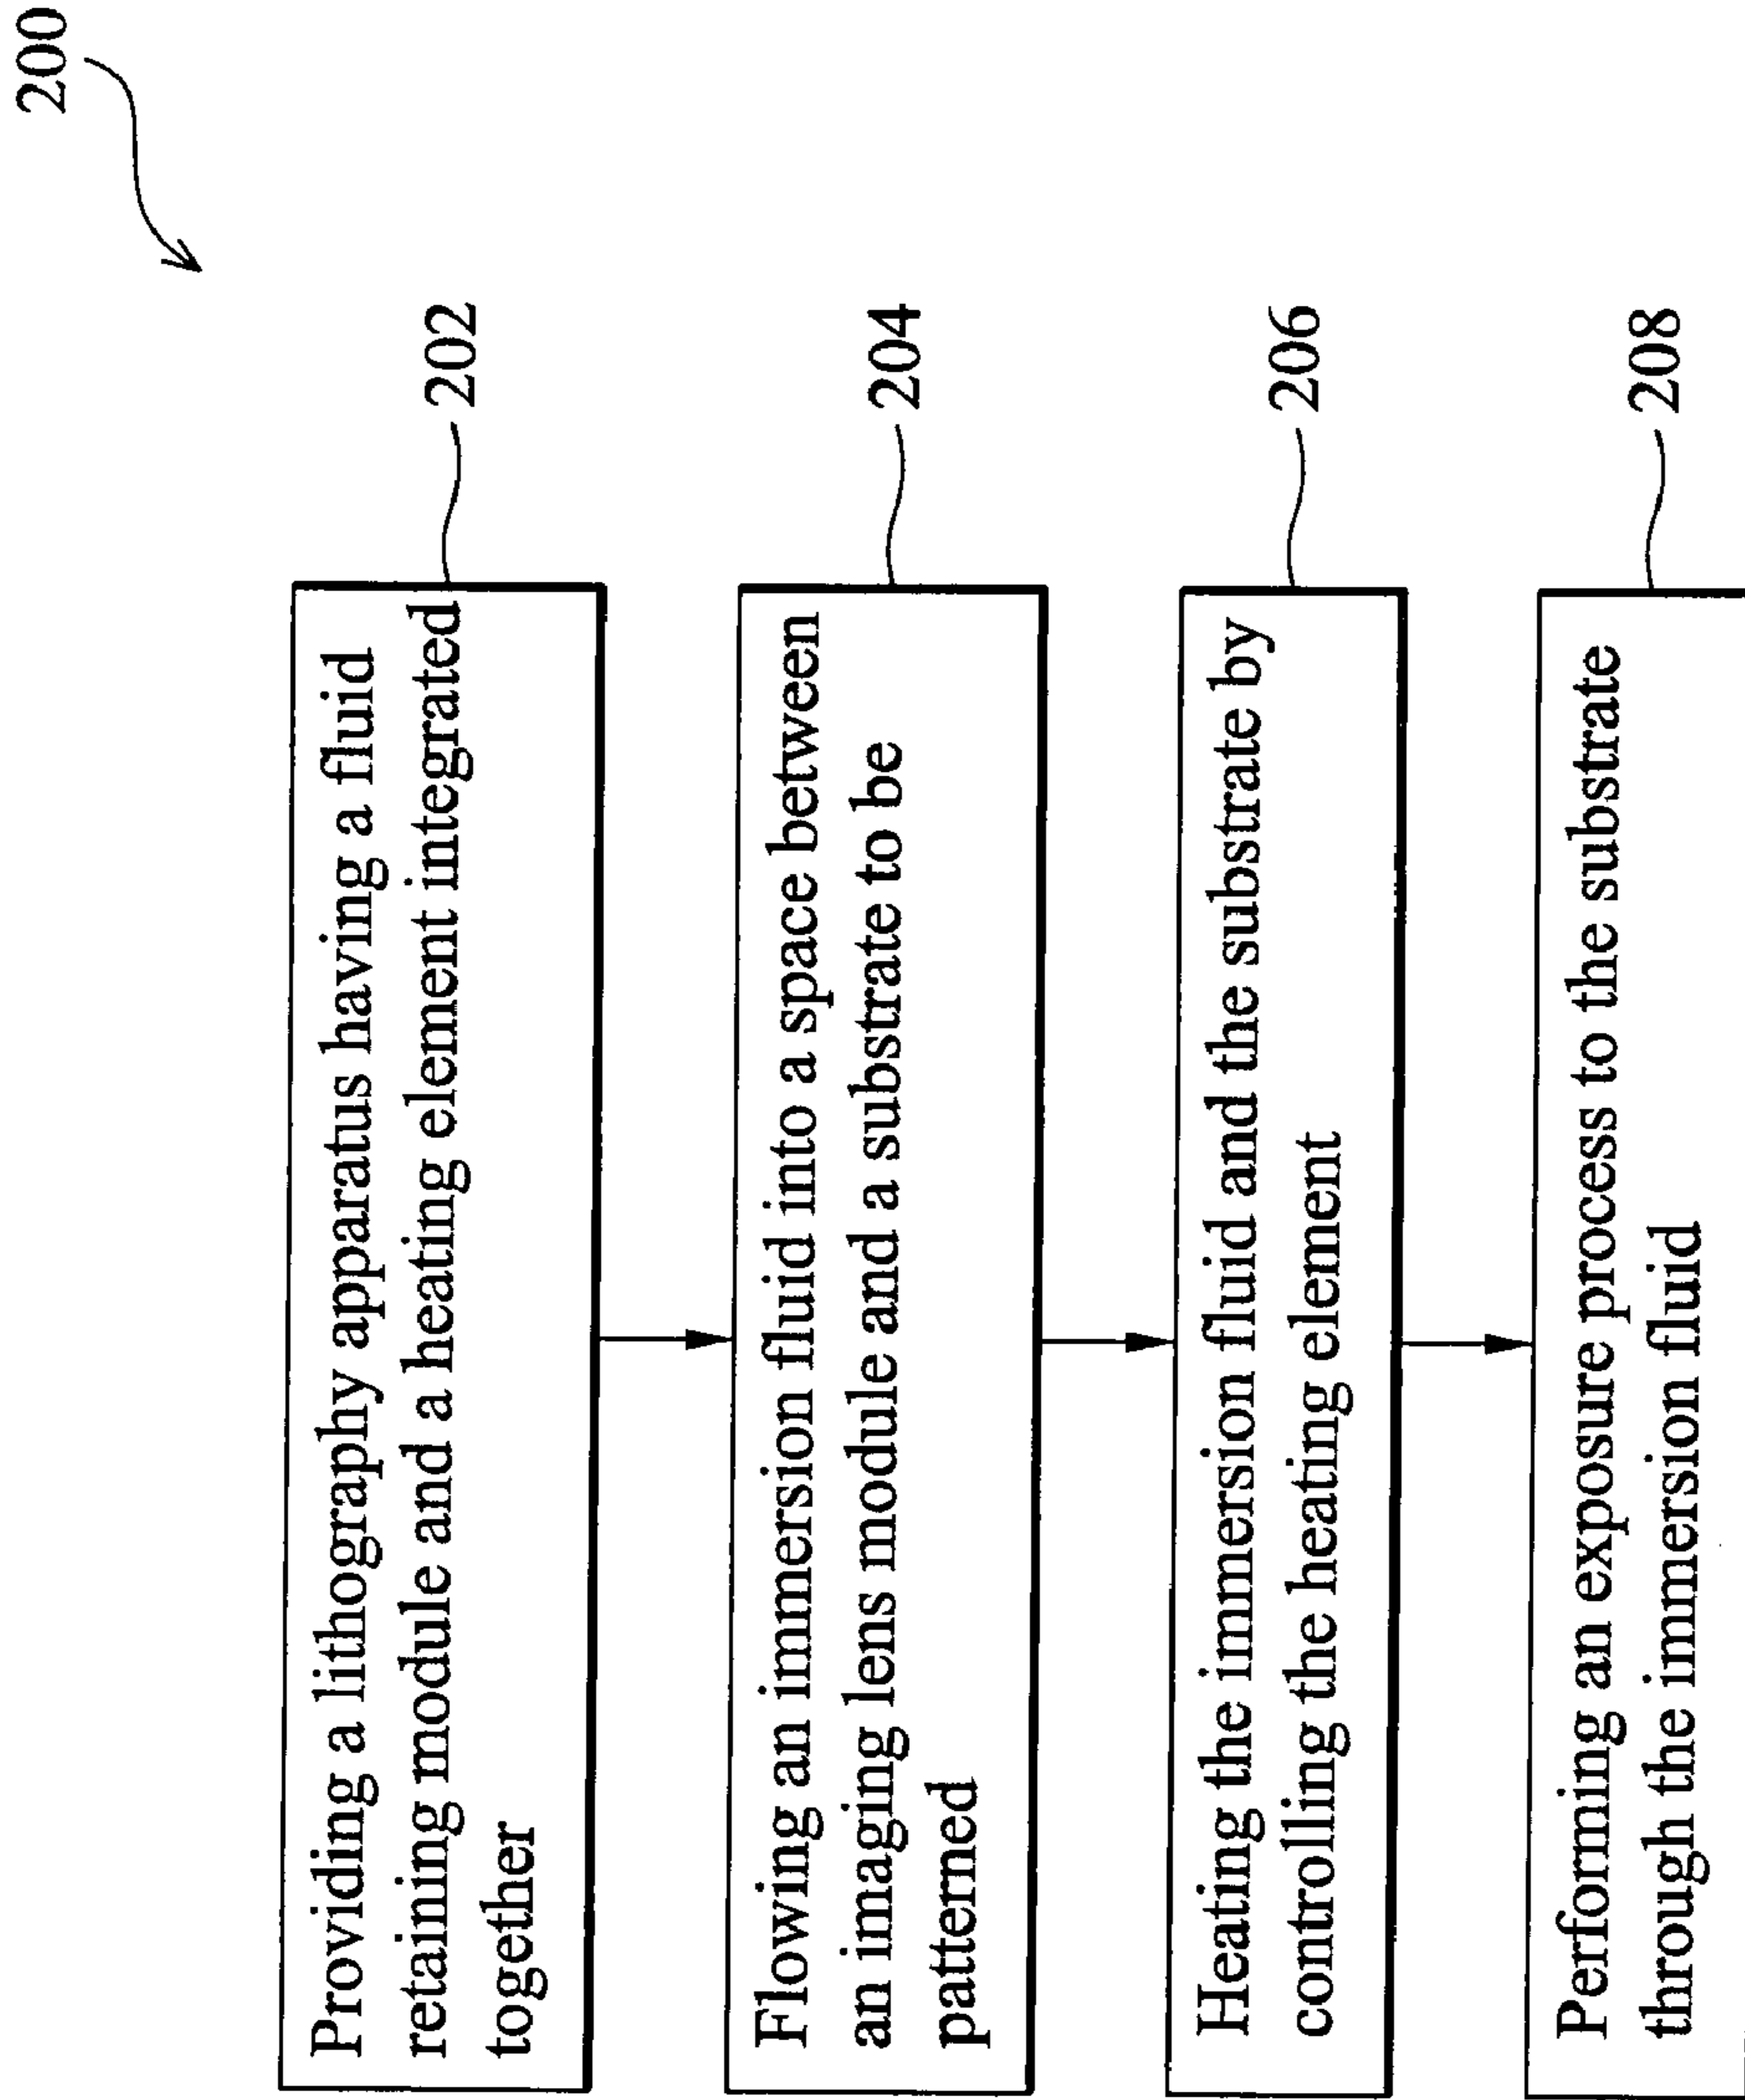 200
Providing a lithography apparatus having a fluid
retaining module and a heating element integrated
together
202
Flowing an immersion fluid into a space between
an imaging lens module and a substrate to be
patterned
204
Heating the immersion fluid and the substrate by
controlling the heating element
206
Performing an exposure process to the substrate
through the immersion fluid
208